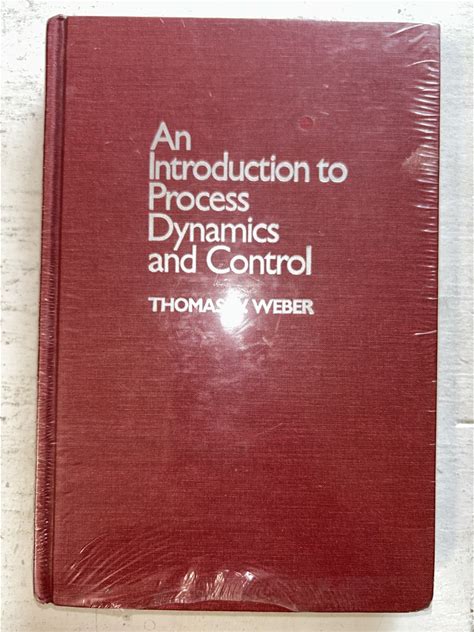 An
Introduction to
Process
Dynamics
and Control
THOMAS W. WEBER